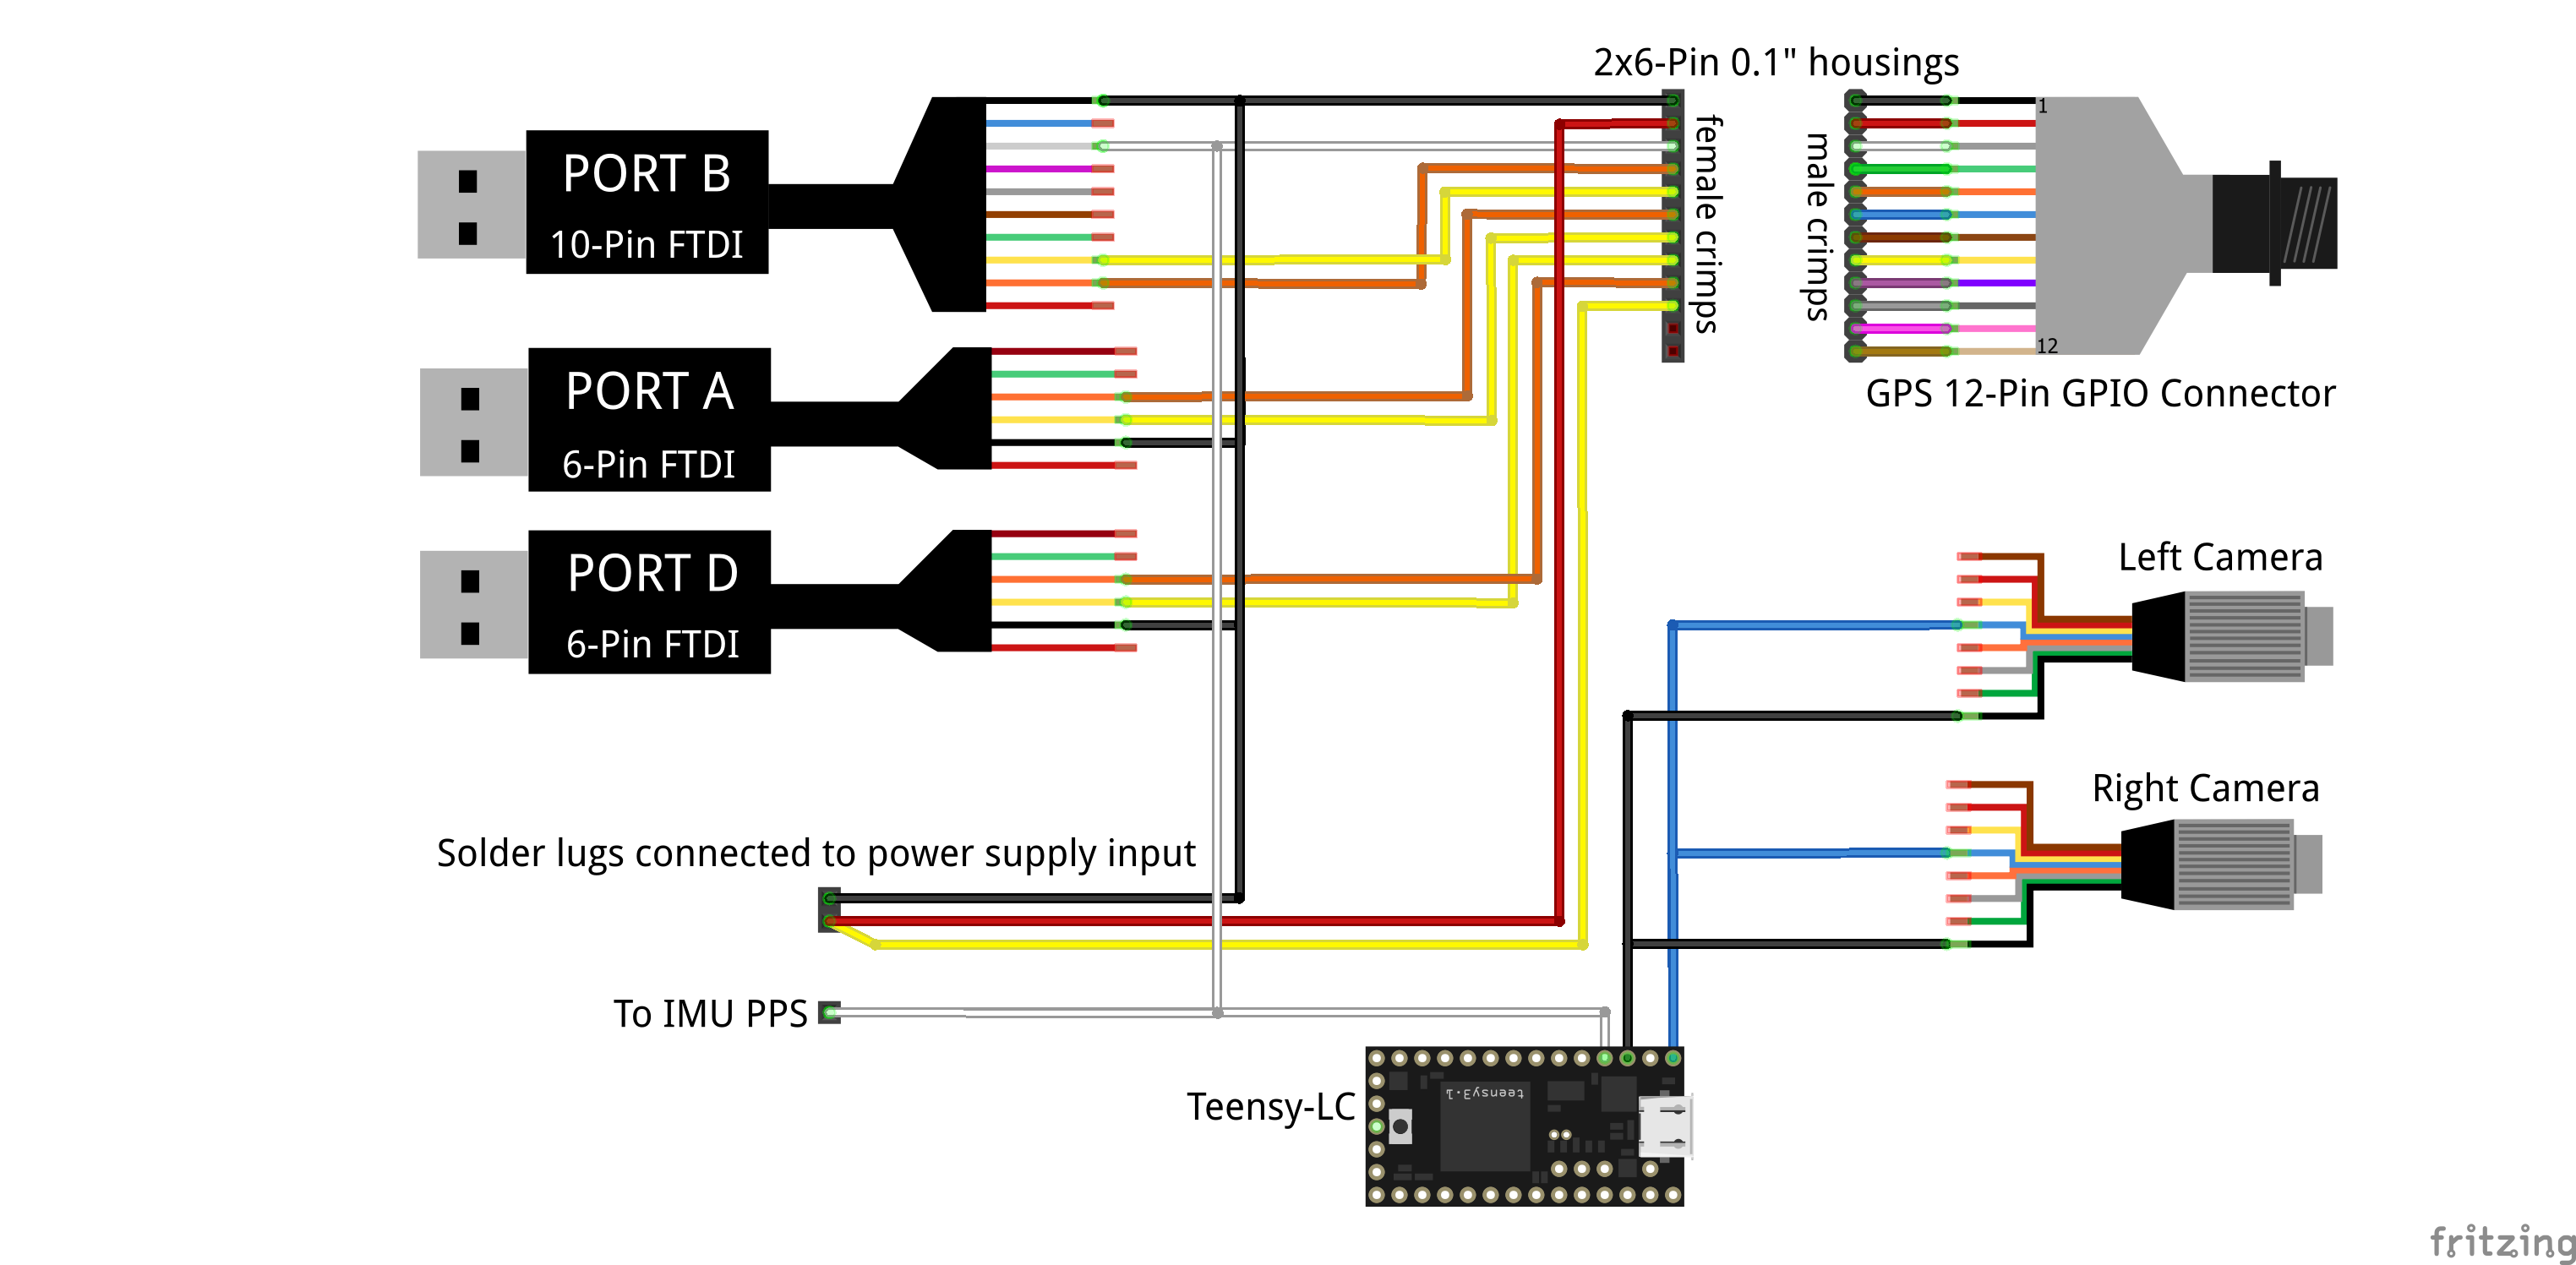 2x6-Pin 0.1" housings
PORT B
10-Pin FTDI
female crimps
male crimps
1
12
GPS 12-Pin GPIO Connector
PORT A
6-Pin FTDI
PORT D
6-Pin FTDI
Left Camera
Right Camera
Solder lugs connected to power supply input
To IMU PPS
Teensy-LC
teensy3.1
fritzing